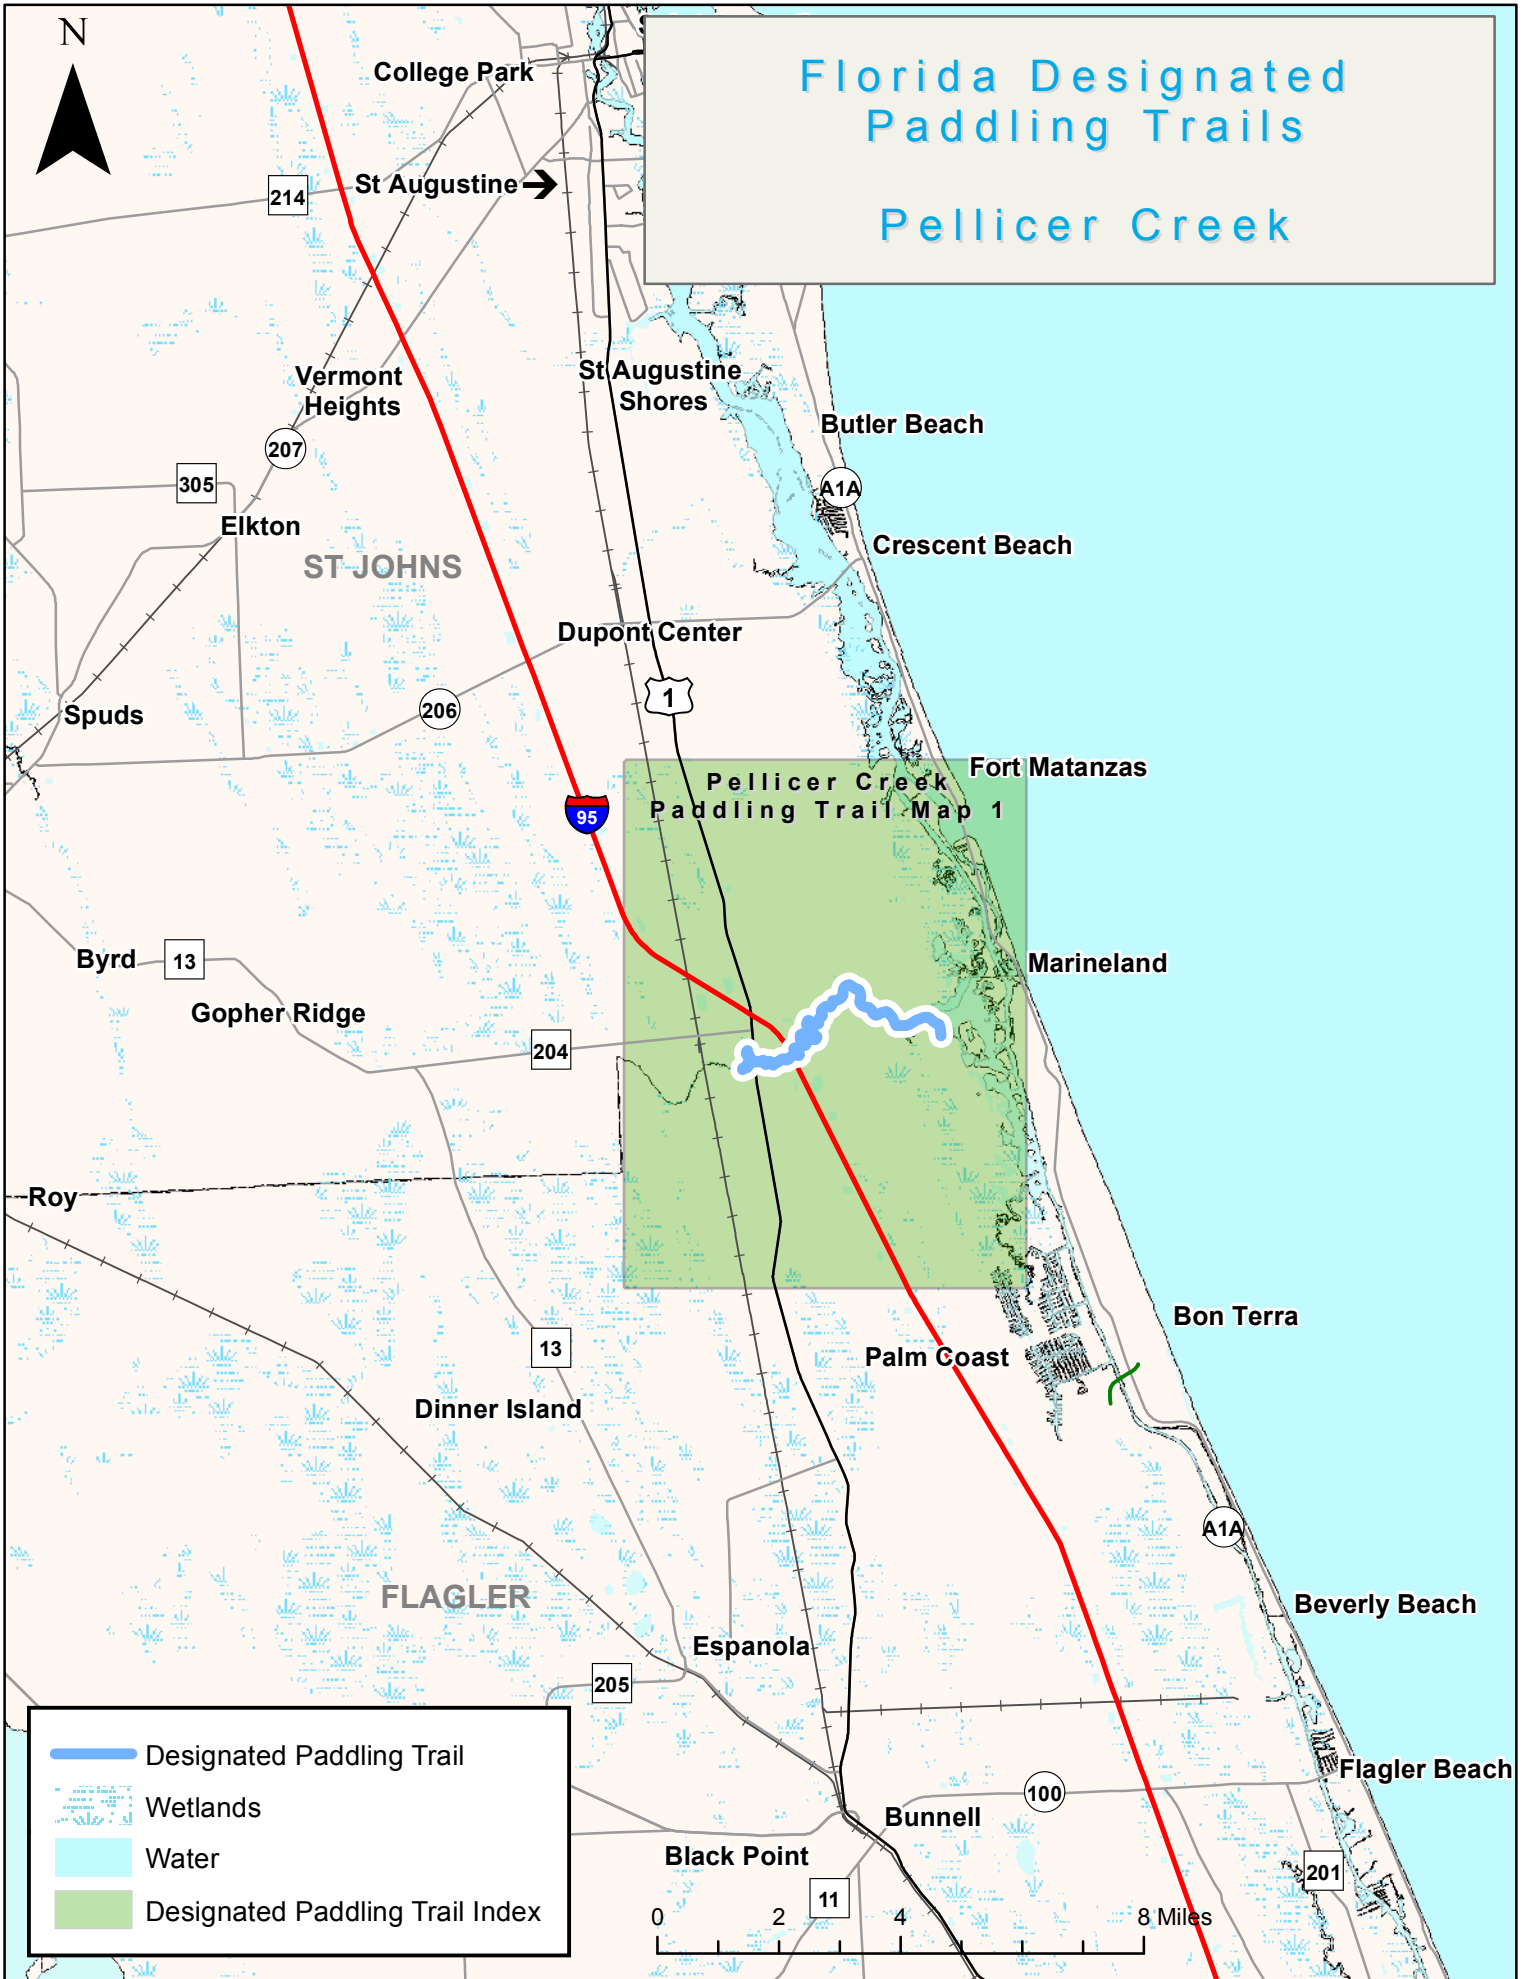 N
Florida Designated
Paddling Trails
Pellicer Creek
College Park
St Augustine
214
Vermont
Heights
St Augustine
Shores
Butler Beach
207
305
A1A
Elkton
Crescent Beach
ST JOHNS
Dupont Center
1
206
Spuds
Fort Matanzas
Pellicer Creek
Paddling Trail Map 1
95
Byrd
13
Marineland
Gopher Ridge
204
Roy
Bon Terra
13
Palm Coast
Dinner Island
A1A
FLAGLER
Beverly Beach
Espanola
205
Designated Paddling Trail
Wetlands
Water
Designated Paddling Trail Index
Flagler Beach
100
Bunnell
Black Point
201
11
0 2 4 8 Miles